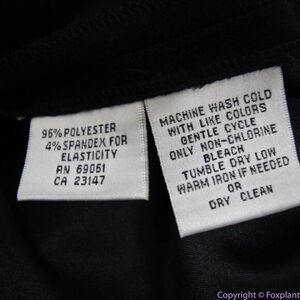 96% POLYESTER
4% SPANDEX FOR
ELASTICITY
RN 69061
CA 23147
MACHINE WASH COLD
WITH LIKE COLORS
GENTLE CYCLE
ONLY NON-CHLORINE
BLEACH
TUMBLE DRY LOW
WARM IRON IF NEEDED
OR
DRY CLEAN
Copyright © Foxplant